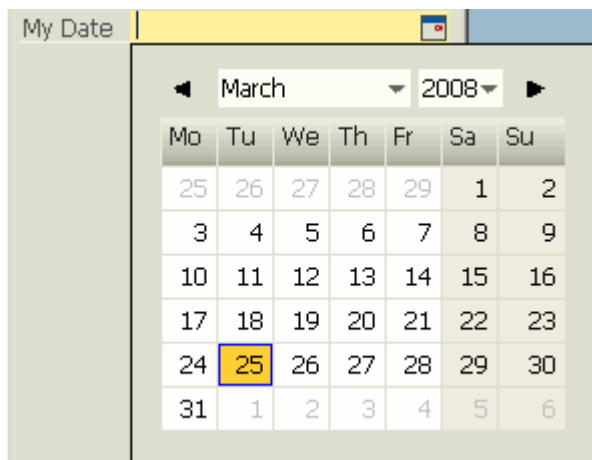 My Date
March 2008
Mo Tu We Th Fr Sa Su
25 26 27 28 29 1 2
3 4 5 6 7 8 9
10 11 12 13 14 15 16
17 18 19 20 21 22 23
24 25 26 27 28 29 30
31 1 2 3 4 5 6